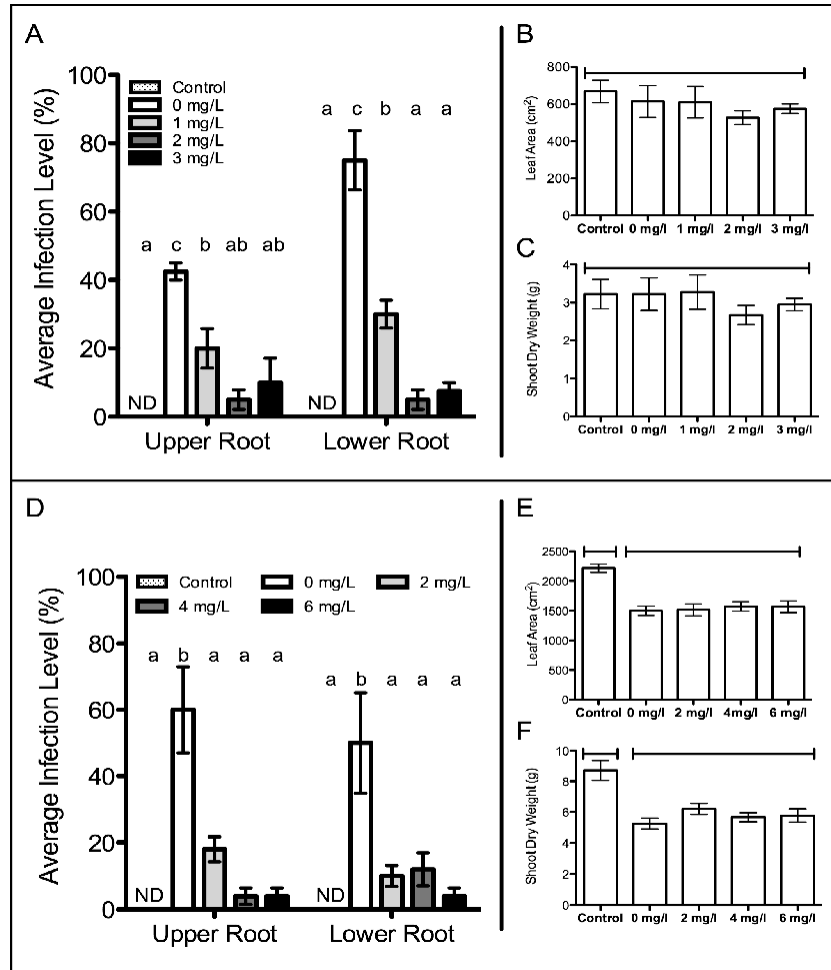 A
Average Infection Level (%)
100
80
60
40
20
0
Control
0 mg/L
1 mg/L
2 mg/L
3 mg/L
a c b ab ab
a c b a a
ND
ND
Upper Root Lower Root
B
Leaf Area (cm²)
800
600
400
200
0
Control 0 mg/L 1 mg/L 2 mg/L 3 mg/L
C
Shoot Dry Weight (g)
4
3
2
1
0
Control 0 mg/l 1 mg/l 2 mg/l 3 mg/l
D
Average Infection Level (%)
100
80
60
40
20
0
Control 0 mg/L 2 mg/L
4 mg/L 6 mg/L
a b a a a
a b a a a
ND
ND
Upper Root Lower Root
E
Leaf Area (cm²)
2500
2000
1500
1000
500
0
Control 0 mg/l 2 mg/l 4mg/l 6 mg/l
F
Shoot Dry Weight (g)
10
8
6
4
2
0
Control 0 mg/l 2 mg/l 4 mg/l 6 mg/l